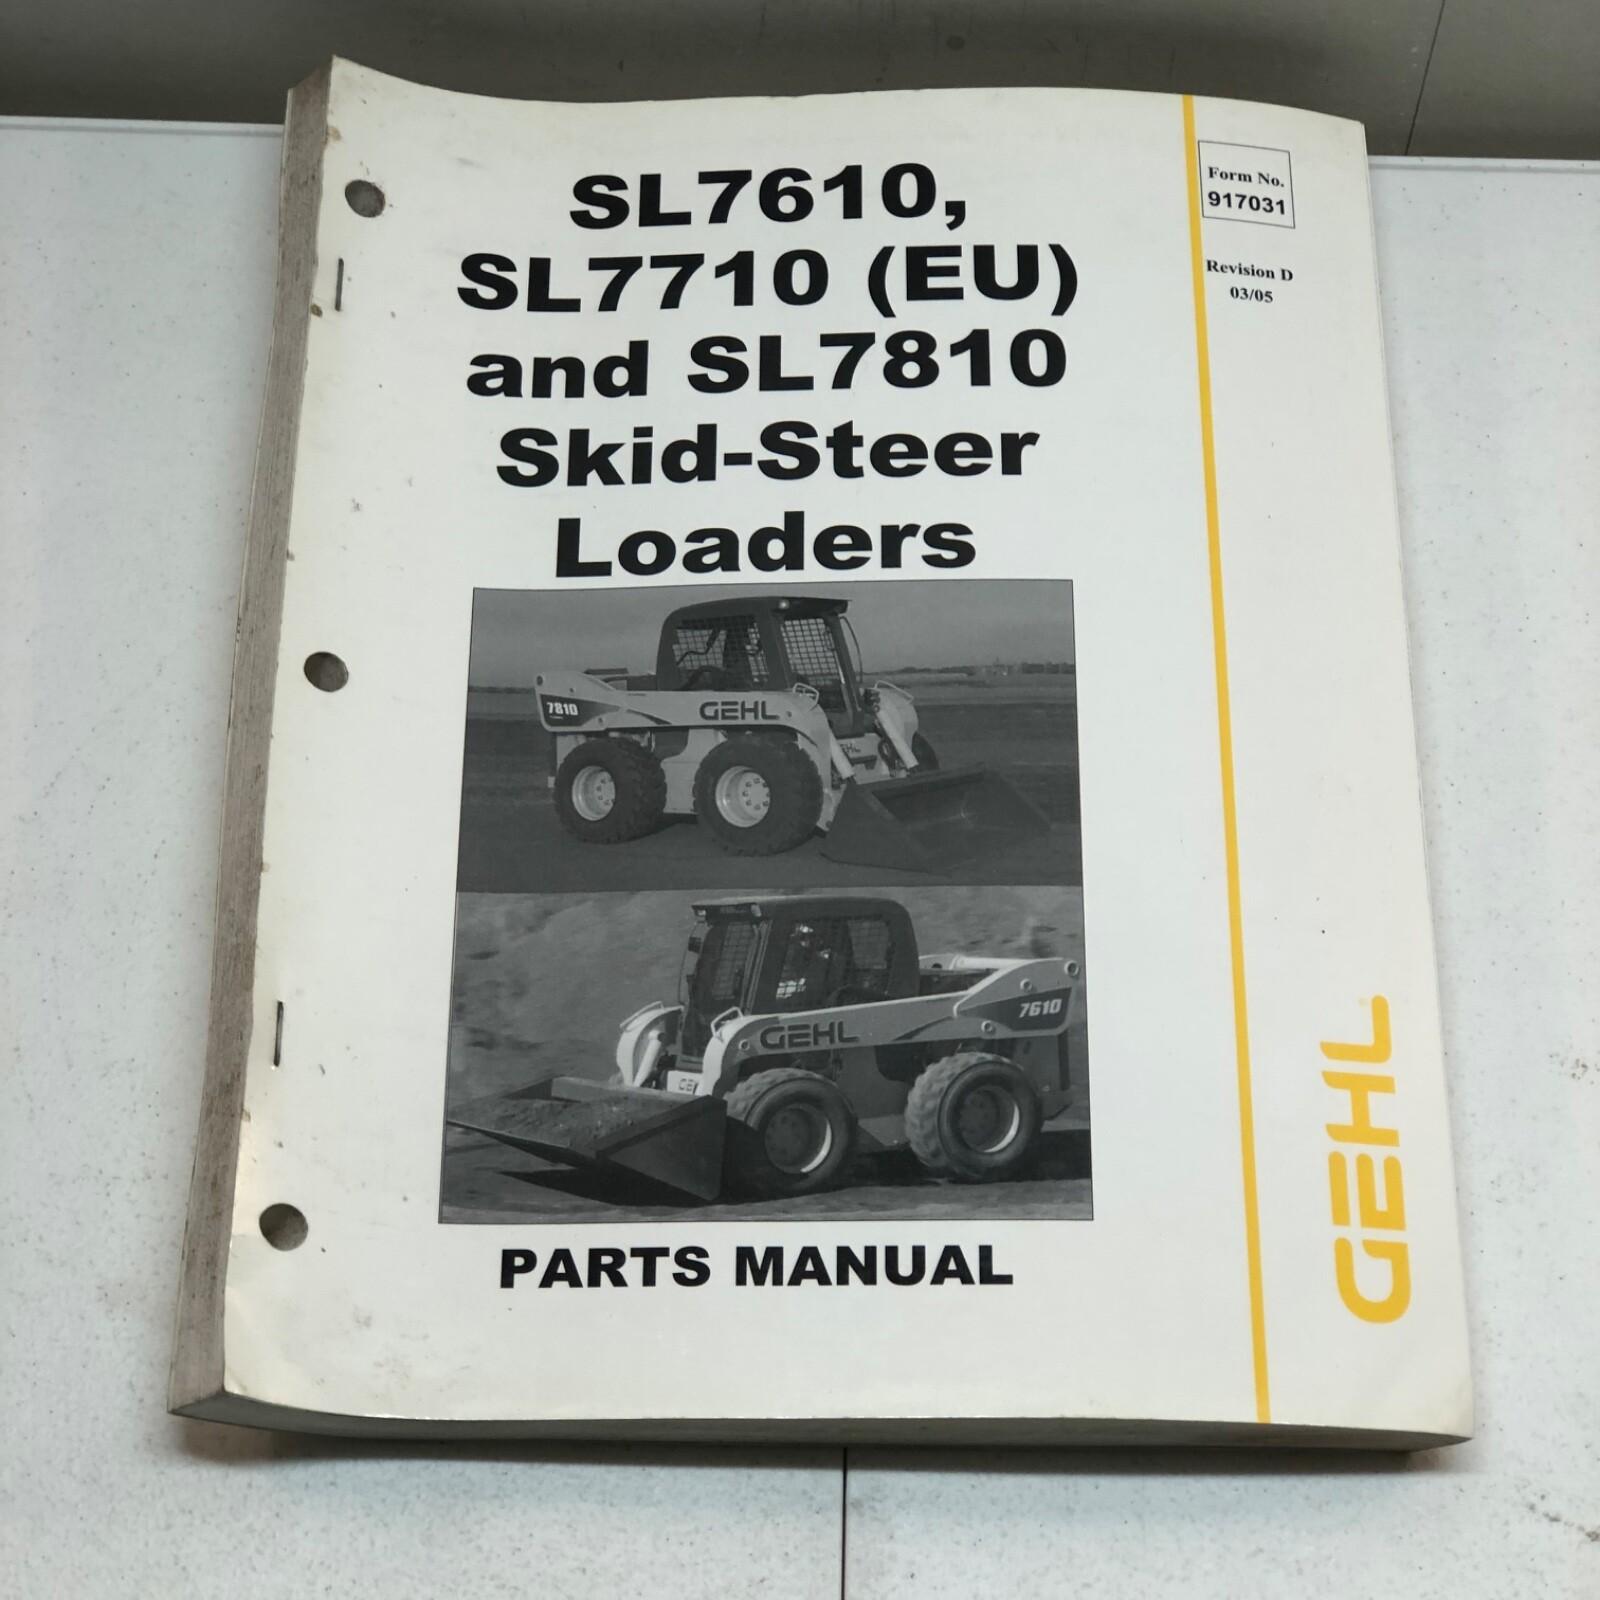 SL7610,
SL7710 (EU)
and SL7810
Skid-Steer
Loaders
Form No.
917031
Revision D
03/05
7810
GEHL
GEHL
7610
GEHL
PARTS MANUAL
GEHL